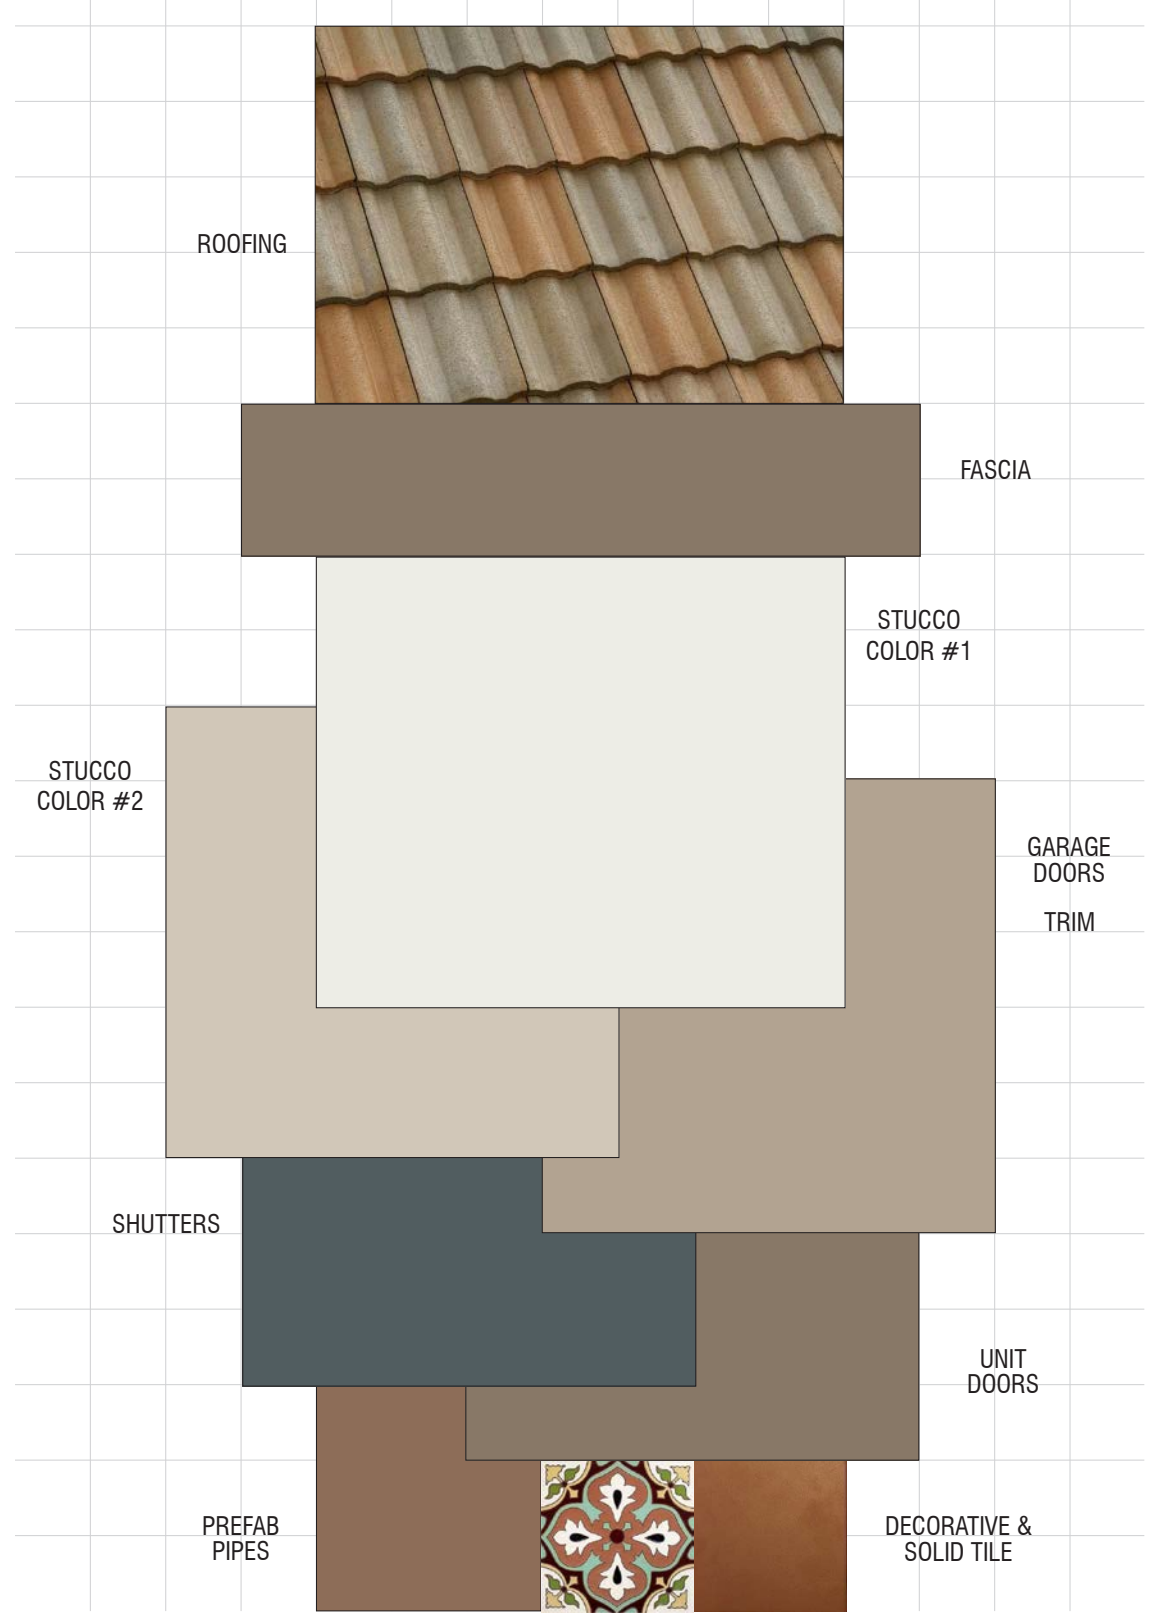 ROOFING
FASCIA
STUCCO
COLOR #1
STUCCO
COLOR #2
GARAGE
DOORS
TRIM
SHUTTERS
UNIT
DOORS
PREFAB
PIPES
DECORATIVE &
SOLID TILE